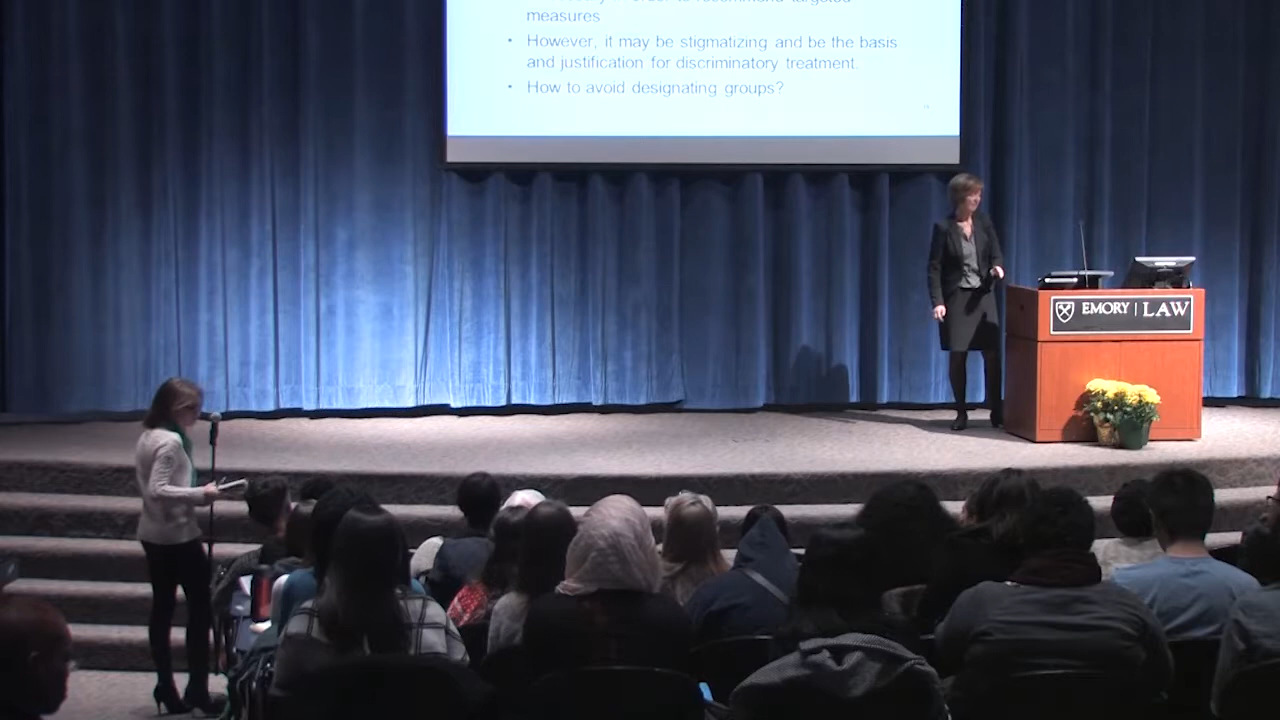 measures
• However, it may be stigmatizing and be the basis
and justification for discriminatory treatment.
• How to avoid designating groups?
EMORY | LAW